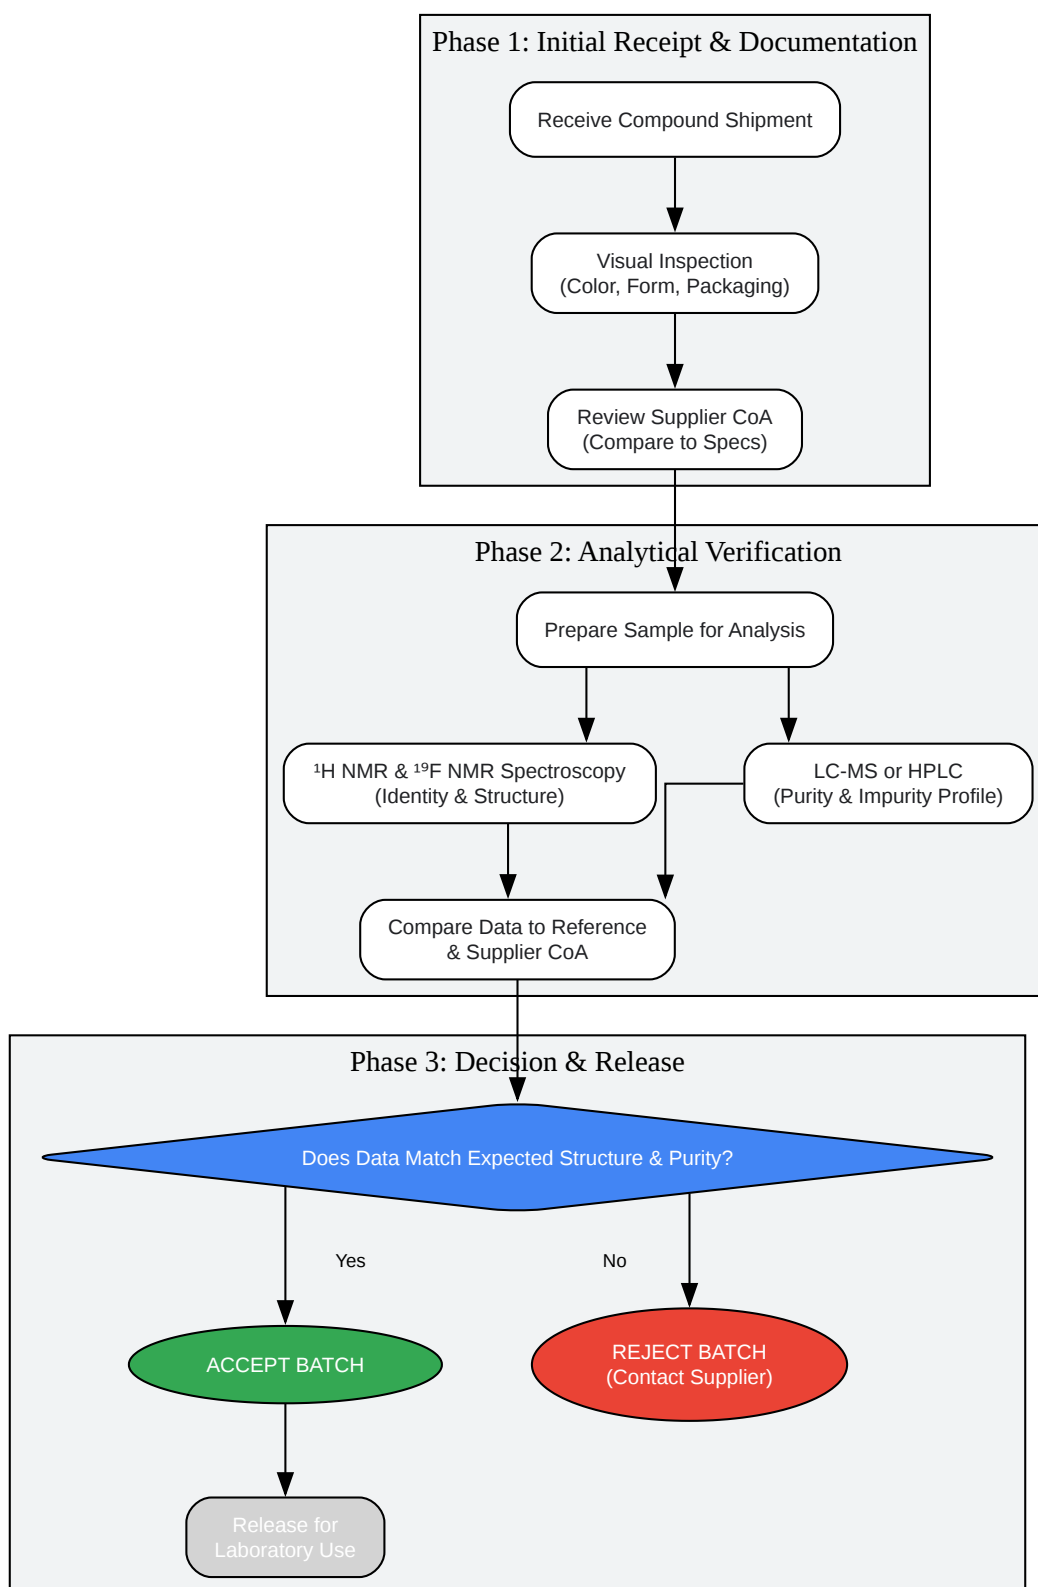 Phase 1: Initial Receipt & Documentation
Receive Compound Shipment
Visual Inspection
(Color, Form, Packaging)
Review Supplier CoA
(Compare to Specs)
Phase 2: Analytical Verification
Prepare Sample for Analysis
¹H NMR & ¹⁹F NMR Spectroscopy
(Identity & Structure)
LC-MS or HPLC
(Purity & Impurity Profile)
Compare Data to Reference
& Supplier CoA
Phase 3: Decision & Release
Does Data Match Expected Structure & Purity?
Yes
No
ACCEPT BATCH
REJECT BATCH
(Contact Supplier)
Release for
Laboratory Use